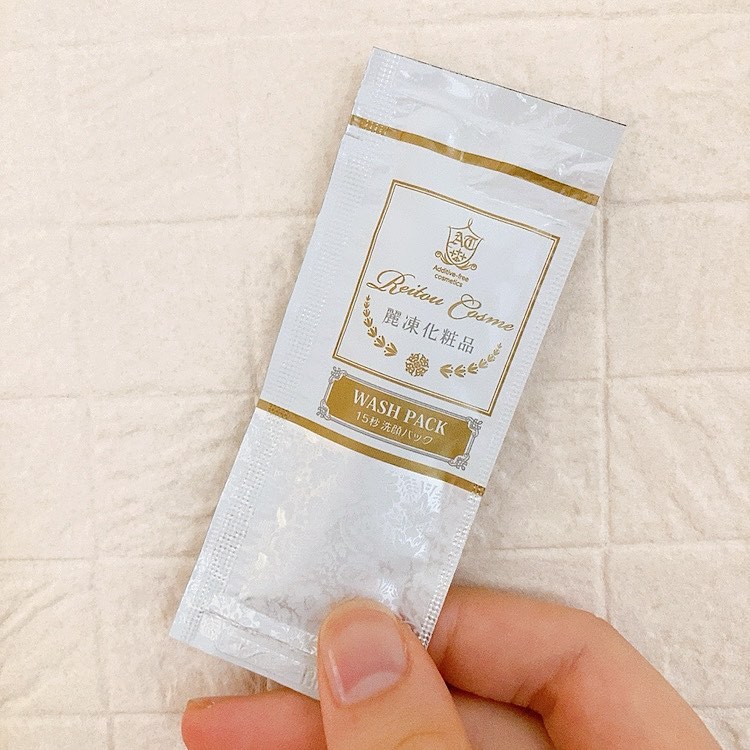 AT
Additive-free
cosmetics
Reitou Cosme
麗凍化粧品
WASH PACK
15秒 洗顔パック